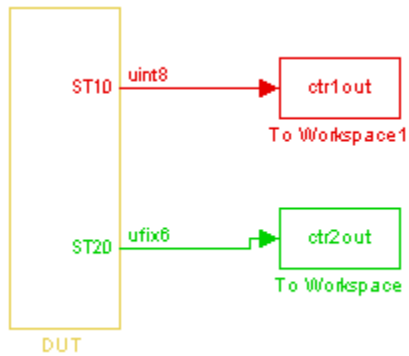 ST10
uint8
ctr1out
To Workspace1
ST20
ufix6
ctr2out
To Workspace
DUT